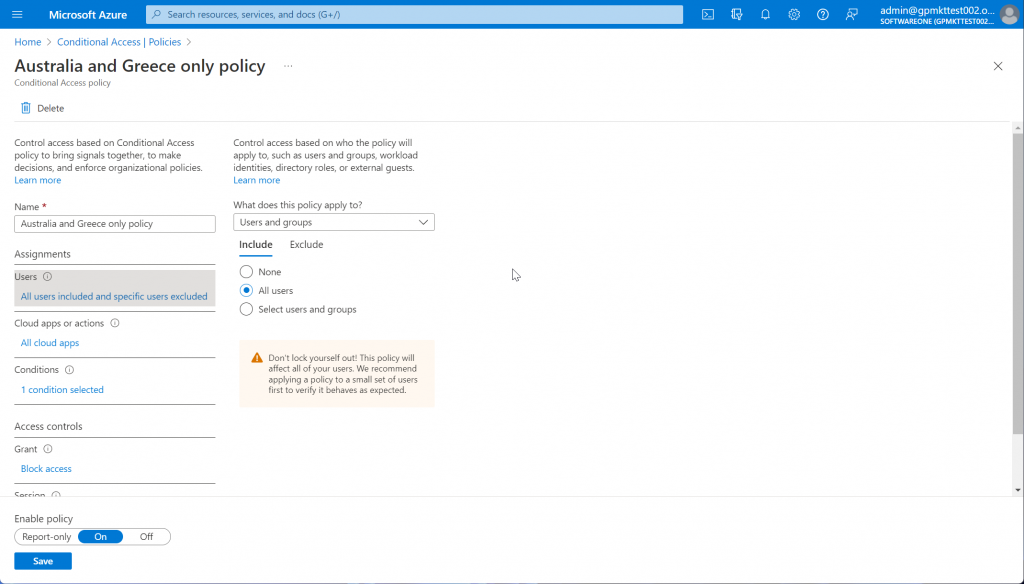 Microsoft Azure
Search resources, services, and docs (G+/)
admin@gpmkttest002.o...
SOFTWAREONE (GPMKTTEST002...
Home > Conditional Access | Policies >
Australia and Greece only policy ...
Conditional Access policy
Delete
Control access based on Conditional Access
policy to bring signals together, to make
decisions, and enforce organizational policies.
Learn more
Name *
Australia and Greece only policy
Assignments
Users
All users included and specific users excluded
Cloud apps or actions
All cloud apps
Conditions
1 condition selected
Access controls
Grant
Block access
Session
Control access based on who the policy will
apply to, such as users and groups, workload
identities, directory roles, or external guests.
Learn more
What does this policy apply to?
Users and groups
Include Exclude
None
All users
Select users and groups
Don't lock yourself out! This policy will
affect all of your users. We recommend
applying a policy to a small set of users
first to verify it behaves as expected.
Enable policy
Report-only On Off
Save